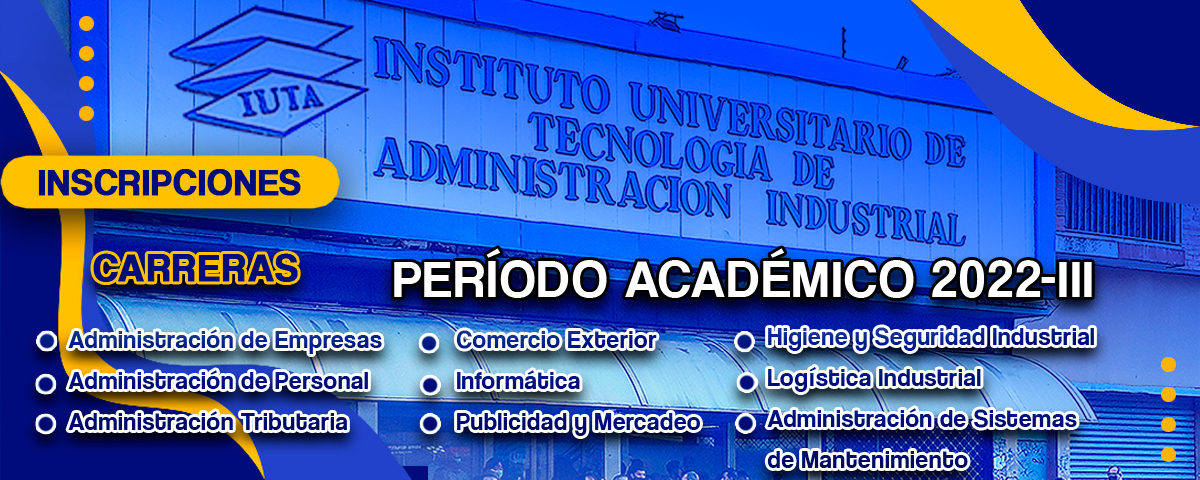 IUTA
INSTITUTO UNIVERSITARIO DE
TECNOLOGIA DE
ADMINISTRACION INDUSTRIAL
INSCRIPCIONES
CARRERAS
PERÍODO ACADÉMICO 2022-III
Administración de Empresas
Administración de Personal
Administración Tributaria
Comercio Exterior
Informática
Publicidad y Mercadeo
Higiene y Seguridad Industrial
Logística Industrial
Administración de Sistemas
de Mantenimiento